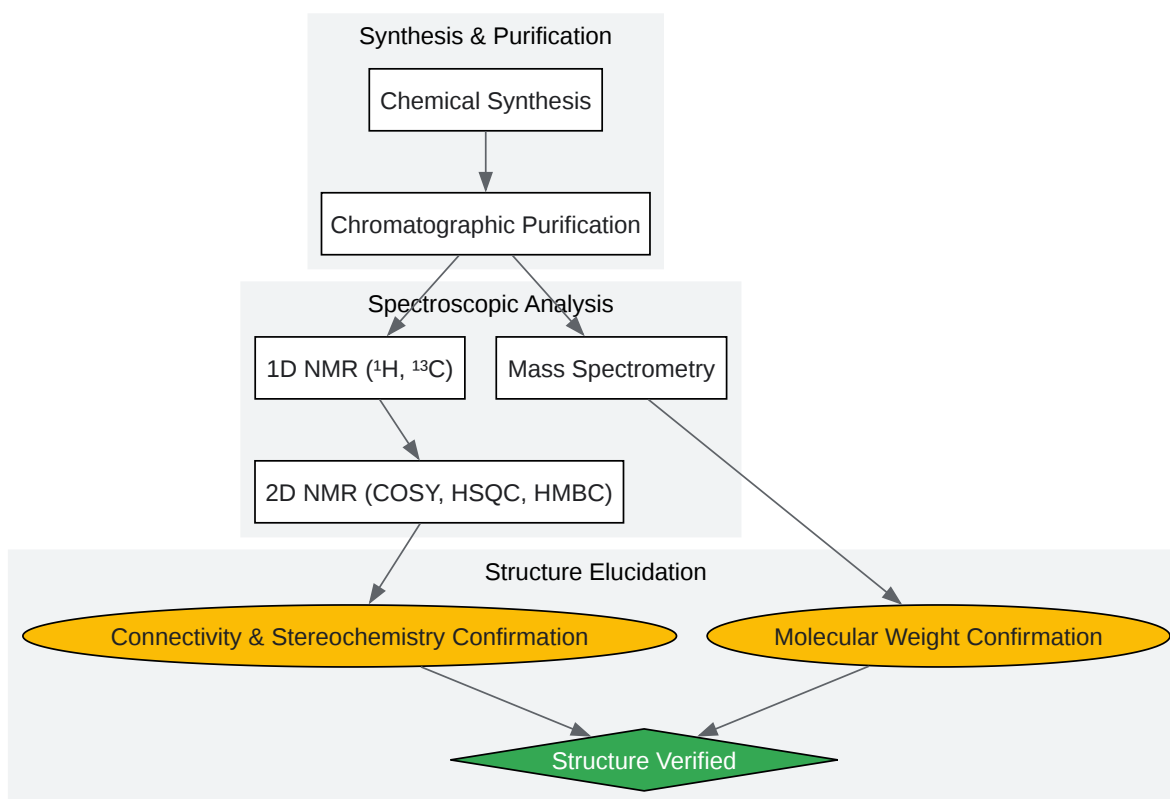 Synthesis & Purification
Chemical Synthesis
Chromatographic Purification
Spectroscopic Analysis
1D NMR (¹H, ¹³C)
Mass Spectrometry
2D NMR (COSY, HSQC, HMBC)
Structure Elucidation
Connectivity & Stereochemistry Confirmation
Molecular Weight Confirmation
Structure Verified